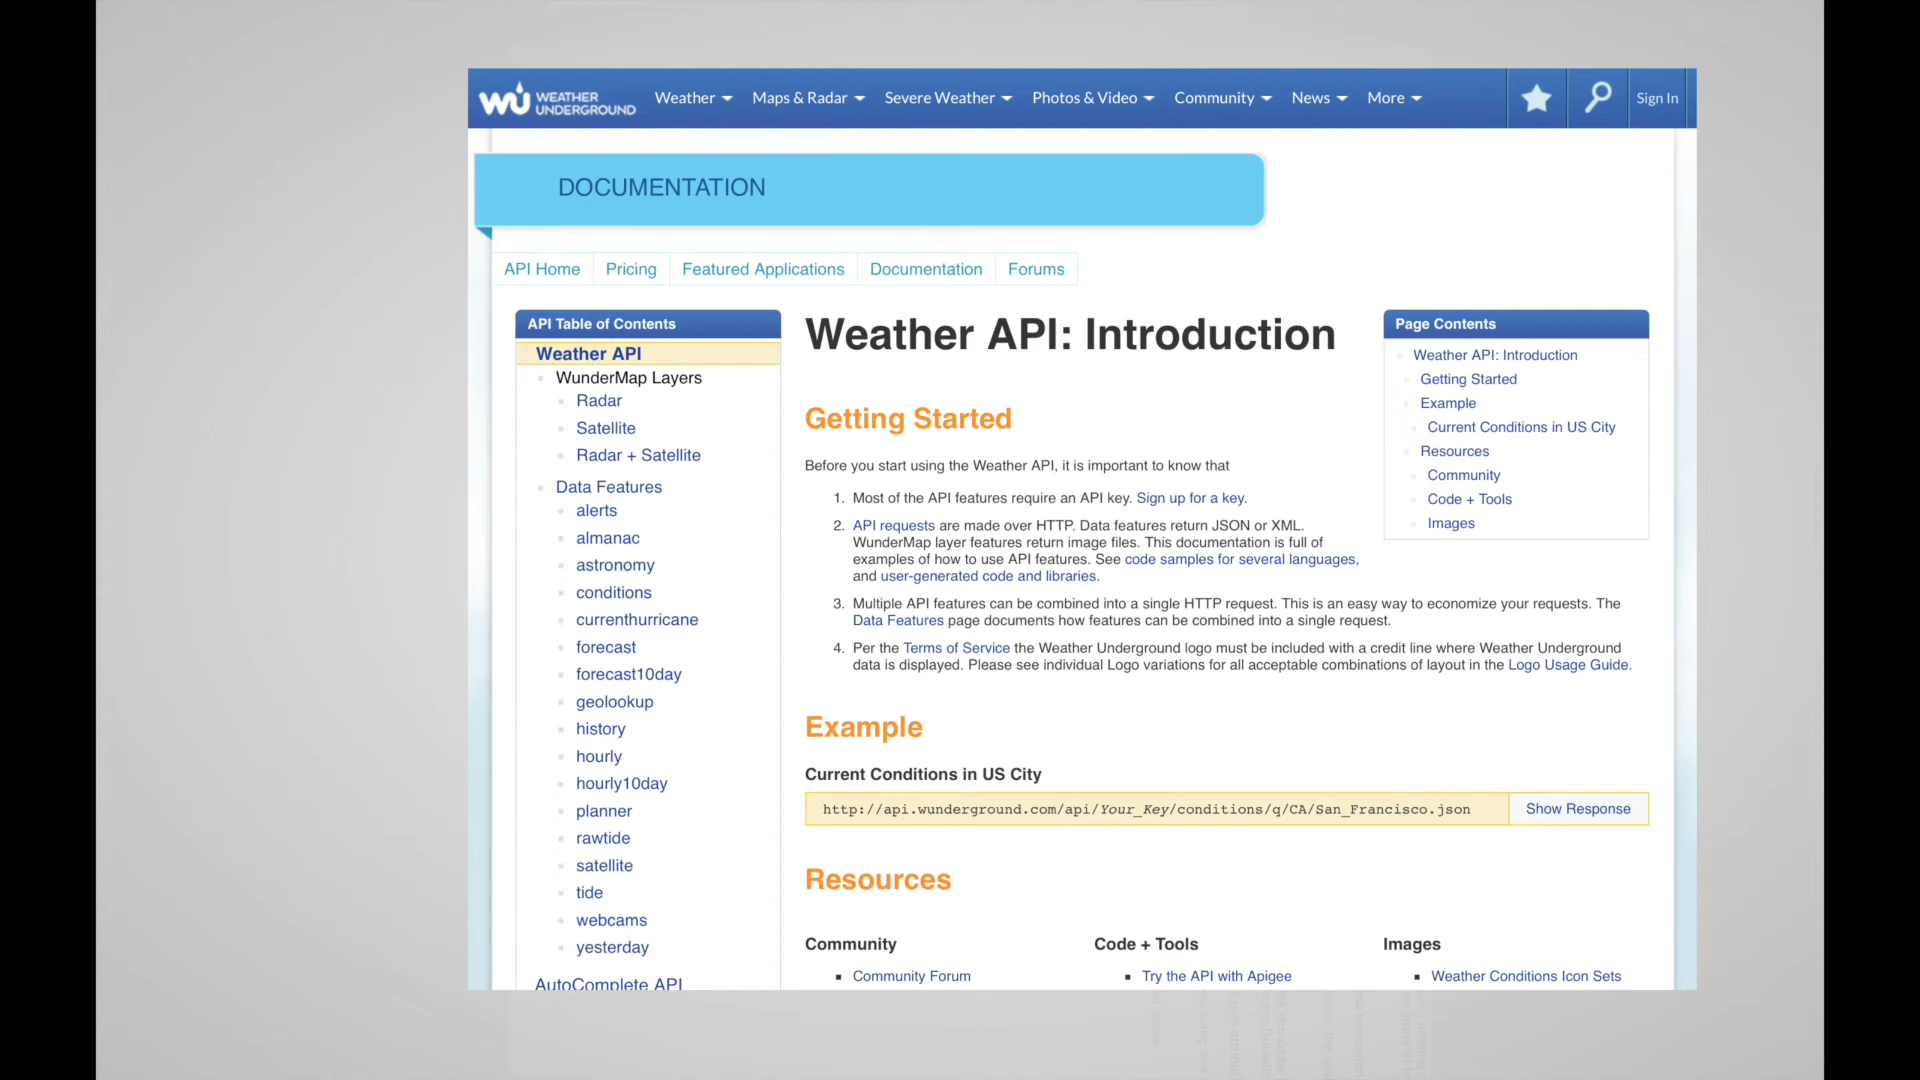 WU WEATHER UNDERGROUND
Weather
Maps & Radar
Severe Weather
Photos & Video
Community
News
More
Sign In
DOCUMENTATION
API Home
Pricing
Featured Applications
Documentation
Forums
API Table of Contents
Weather API
WunderMap Layers
Radar
Satellite
Radar + Satellite
Data Features
alerts
almanac
astronomy
conditions
currenthurricane
forecast
forecast10day
geolookup
history
hourly
hourly10day
planner
rawtide
satellite
tide
webcams
yesterday
AutoComplete API
Weather API: Introduction
Getting Started
Before you start using the Weather API, it is important to know that
1. Most of the API features require an API key. Sign up for a key.
2. API requests are made over HTTP. Data features return JSON or XML.
WunderMap layer features return image files. This documentation is full of
examples of how to use API features. See code samples for several languages,
and user-generated code and libraries.
3. Multiple API features can be combined into a single HTTP request. This is an easy way to economize your requests. The
Data Features page documents how features can be combined into a single request.
4. Per the Terms of Service the Weather Underground logo must be included with a credit line where Weather Underground
data is displayed. Please see individual Logo variations for all acceptable combinations of layout in the Logo Usage Guide.
Example
Current Conditions in US City
http://api.wunderground.com/api/Your_Key/conditions/q/CA/San_Francisco.json
Show Response
Resources
Community
Community Forum
Code + Tools
Try the API with Apigee
Images
Weather Conditions Icon Sets
Page Contents
Weather API: Introduction
Getting Started
Example
Current Conditions in US City
Resources
Community
Code + Tools
Images